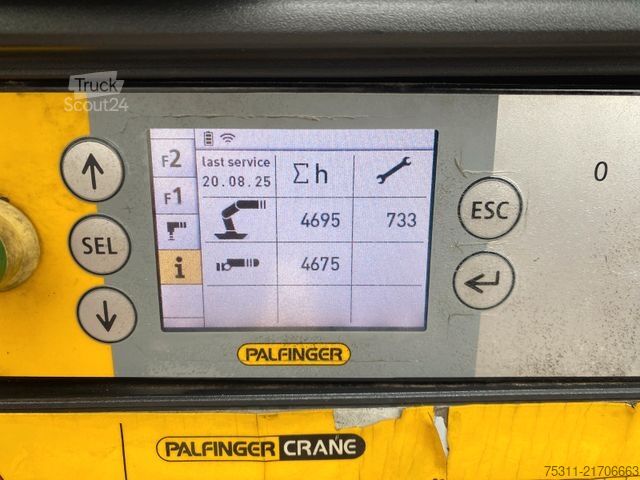 Truck
Scout24
F2
last service
20.08.25
Σh
F1
4695
733
SEL
i
4675
ESC
0
PALFINGER
PALFINGER CRANE
75311-21706663